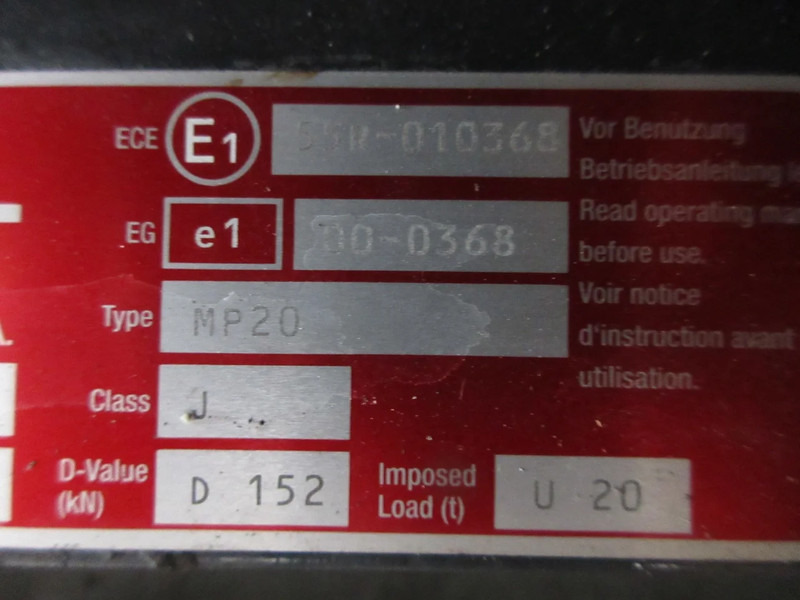 ECE E1 55R-010368
EG e1 00-0368
Type MP20
Class J
D-Value (kN) D 152
Imposed Load (t) U 20
Vor Benutzung
Betriebsanleitung
Read operating
before use.
Voir notice
d'instruction avant
utilisation.